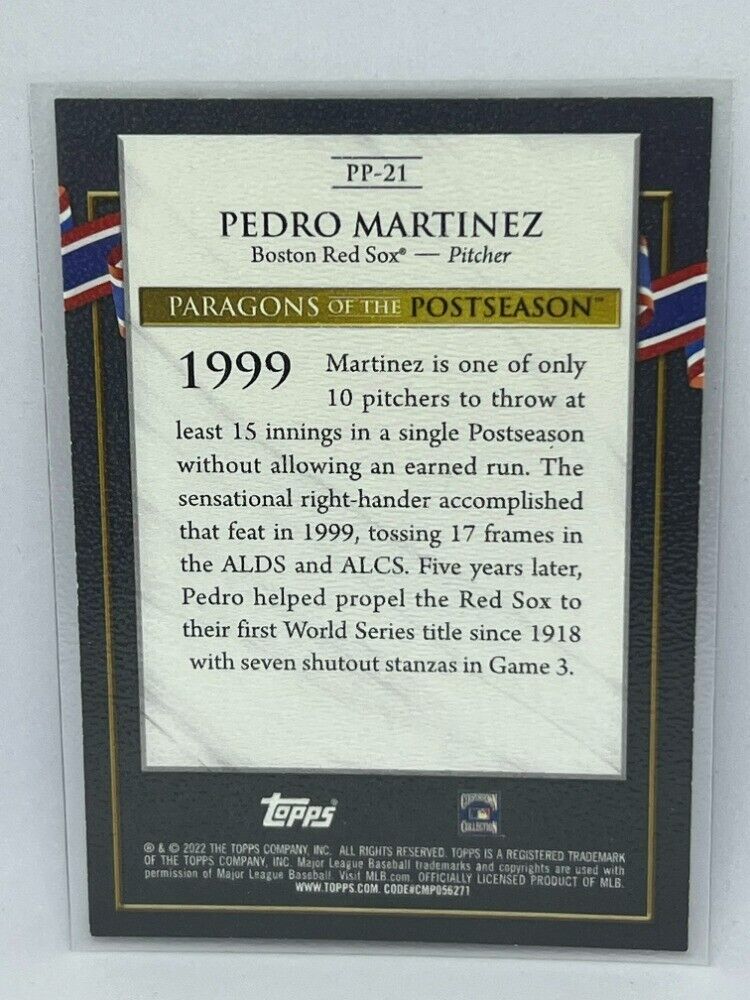 PP-21
PEDRO MARTINEZ
Boston Red Sox® — Pitcher
PARAGONS OF THE POSTSEASON™
1999 Martinez is one of only
10 pitchers to throw at
least 15 innings in a single Postseason
without allowing an earned run. The
sensational right-hander accomplished
that feat in 1999, tossing 17 frames in
the ALDS and ALCS. Five years later,
Pedro helped propel the Red Sox to
their first World Series title since 1918
with seven shutout stanzas in Game 3.
topps®
COOPERSTOWN
COLLECTION
® & © 2022 THE TOPPS COMPANY, INC. ALL RIGHTS RESERVED. TOPPS IS A REGISTERED TRADEMARK
OF THE TOPPS COMPANY, INC. Major League Baseball trademarks and copyrights are used with
permission of Major League Baseball. Visit MLB.com. OFFICIALLY LICENSED PRODUCT OF MLB.
WWW.TOPPS.COM. CODE#CMP056271